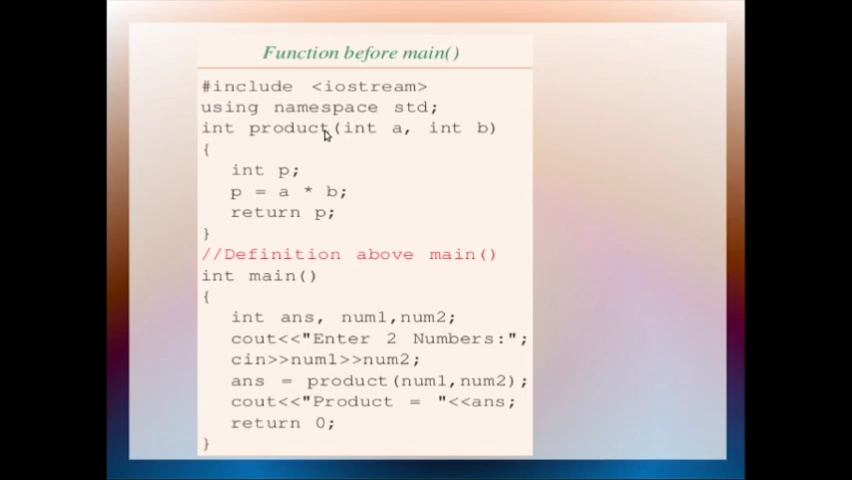 Function before main()
#include <iostream>
using namespace std;
int product(int a, int b)
{
int p;
p = a * b;
return p;
}
//Definition above main()
int main()
{
int ans, num1,num2;
cout<<"Enter 2 Numbers:";
cin>>num1>>num2;
ans = product(num1,num2);
cout<<"Product = "<<ans;
return 0;
}